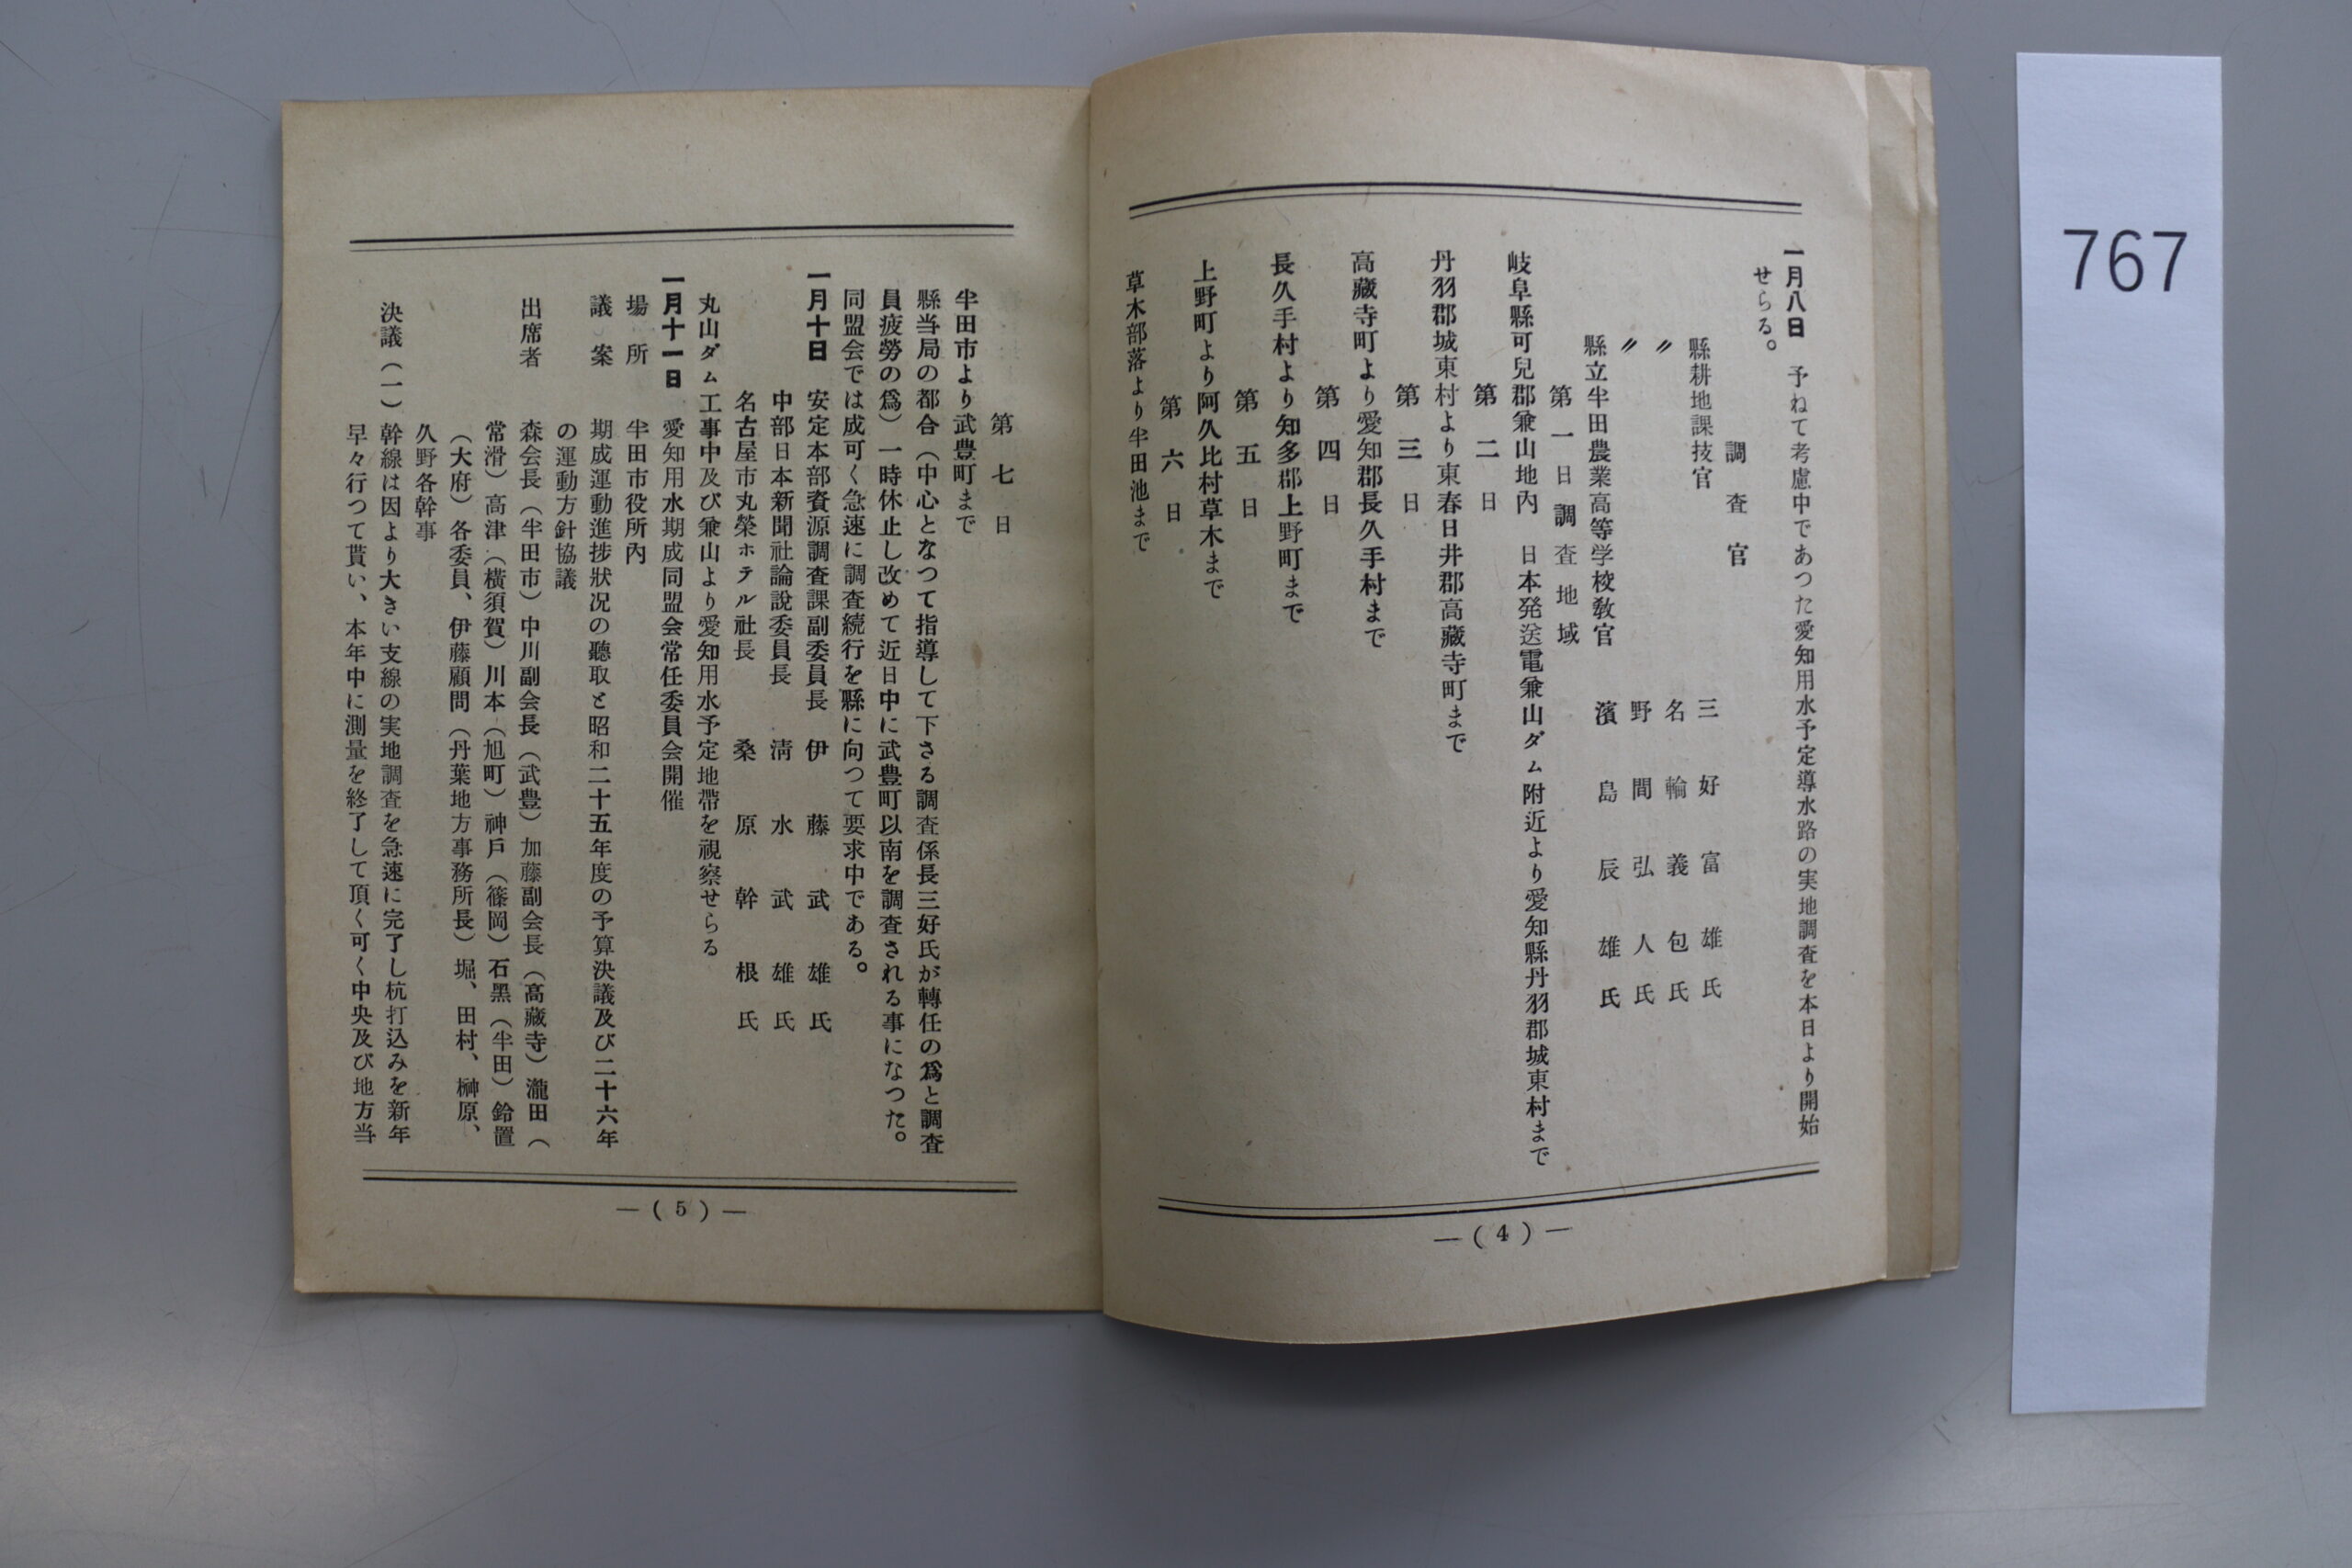 一月八日　予ねて考慮中であつた愛知用水予定導水路の実地調査を本日より開始
せらる。
調査官
縣耕地課技官　三好富雄氏
〃　名輪義包氏
〃　野間弘人氏
縣立半田農業高等学校教官　濱島辰雄氏
第一日調査地域
岐阜縣可兒郡兼山地内　日本発送電兼山ダム附近より愛知縣丹羽郡城東村まで
第二日
丹羽郡城東村より東春日井郡高藏寺町まで
第三日
高藏寺町より愛知郡長久手村まで
第四日
長久手村より知多郡上野町まで
第五日
上野町より阿久比村草木まで
第六日
草木部落より半田池まで
—(4)—
第七日
半田市より武豊町まで
縣当局の都合（中心となつて指導して下さる調査係長三好氏が轉任の爲と調査
員疲勞の爲）一時休止し改めて近日中に武豊町以南を調査される事になつた。
同盟会では成可く急速に調査続行を縣に向つて要求中である。
一月十日　安定本部資源調査課副委員長　伊藤武雄氏
中部日本新聞社論說委員長　淸水武雄氏
名古屋市丸榮ホテル社長　桑原幹根氏
丸山ダム工事中及び兼山より愛知用水予定地帶を視察せらる
一月十一日　愛知用水期成同盟会常任委員会開催
場所　半田市役所內
議案　期成運動進捗狀況の聽取と昭和二十五年度の予算決議及び二十六年
の運動方針協議
出席者　森会長（半田市）中川副会長（武豊）加藤副会長（高藏寺）瀧田（
常滑）高津（橫須賀）川本（旭町）神戶（篠岡）石黑（半田）鈴置
（大府）各委員、伊藤顧問（丹葉地方事務所長）堀、田村、榊原、
久野各幹事
決議（一）幹線は因より大きい支線の実地調査を急速に完了し杭打込みを新年
早々行つて貰い、本年中に測量を終了して頂く可く中央及び地方当
—(5)—
767